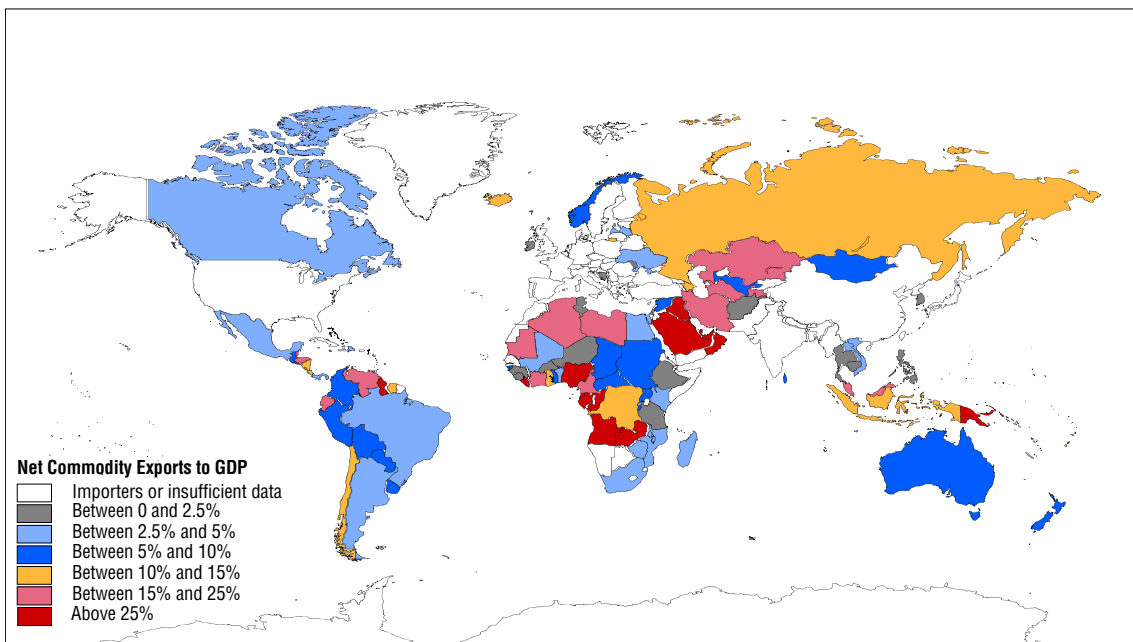 Net Commodity Exports to GDP
Importers or insufficient data
Between 0 and 2.5%
Between 2.5% and 5%
Between 5% and 10%
Between 10% and 15%
Between 15% and 25%
Above 25%